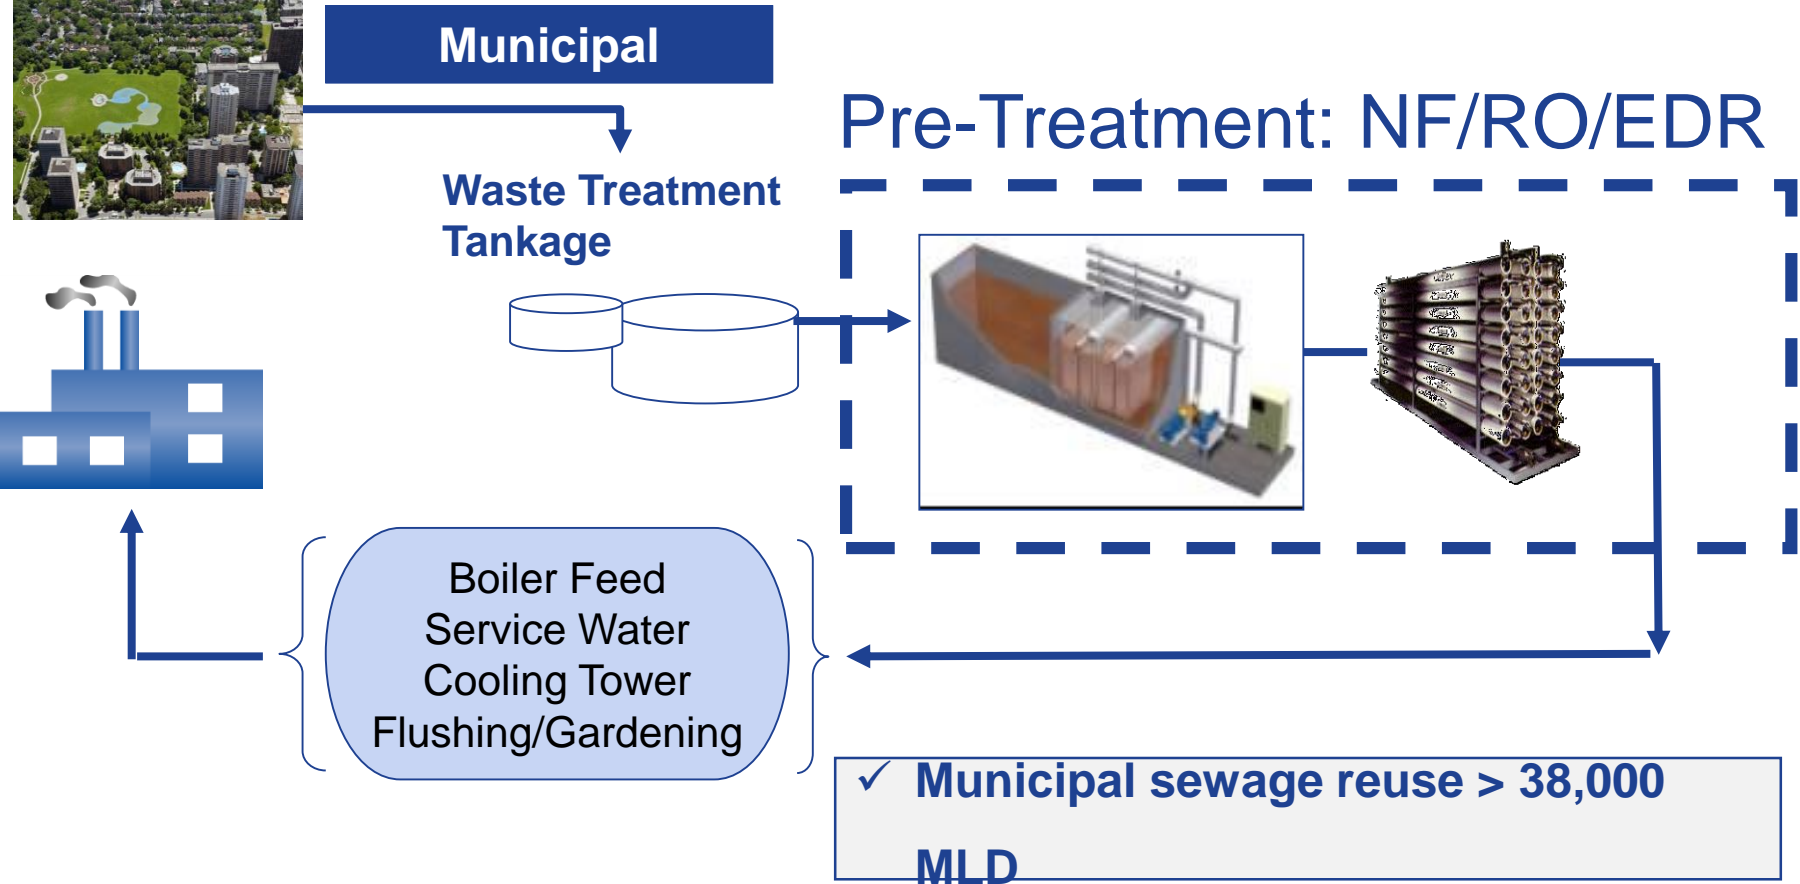 Municipal
Pre-Treatment: NF/RO/EDR
Waste Treatment
Tankage
Boiler Feed
Service Water
Cooling Tower
Flushing/Gardening
✓ Municipal sewage reuse > 38,000
MLD